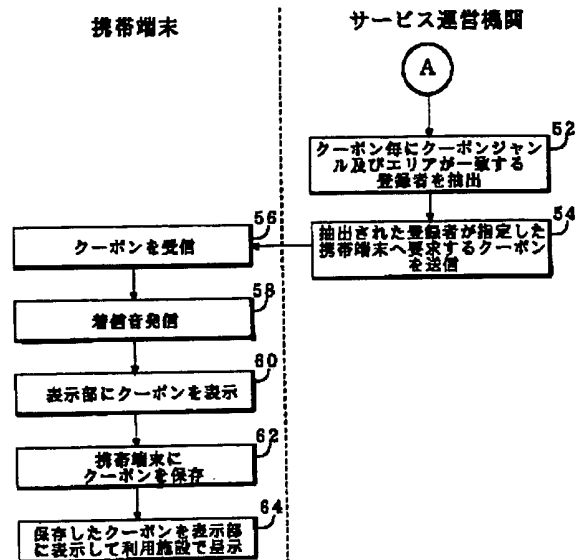 携帯端末
サービス運営機関
A
52
クーポン毎にクーポンジャン
ル及びエリアが一致する
登録者を抽出
54
抽出された登録者が指定した
携帯端末へ要求するクーポン
を送信
56
クーポンを受信
58
着信音発信
60
表示部にクーポンを表示
62
携帯端末に
クーポンを保存
64
保存したクーポンを表示部
に表示して利用施設で呈示